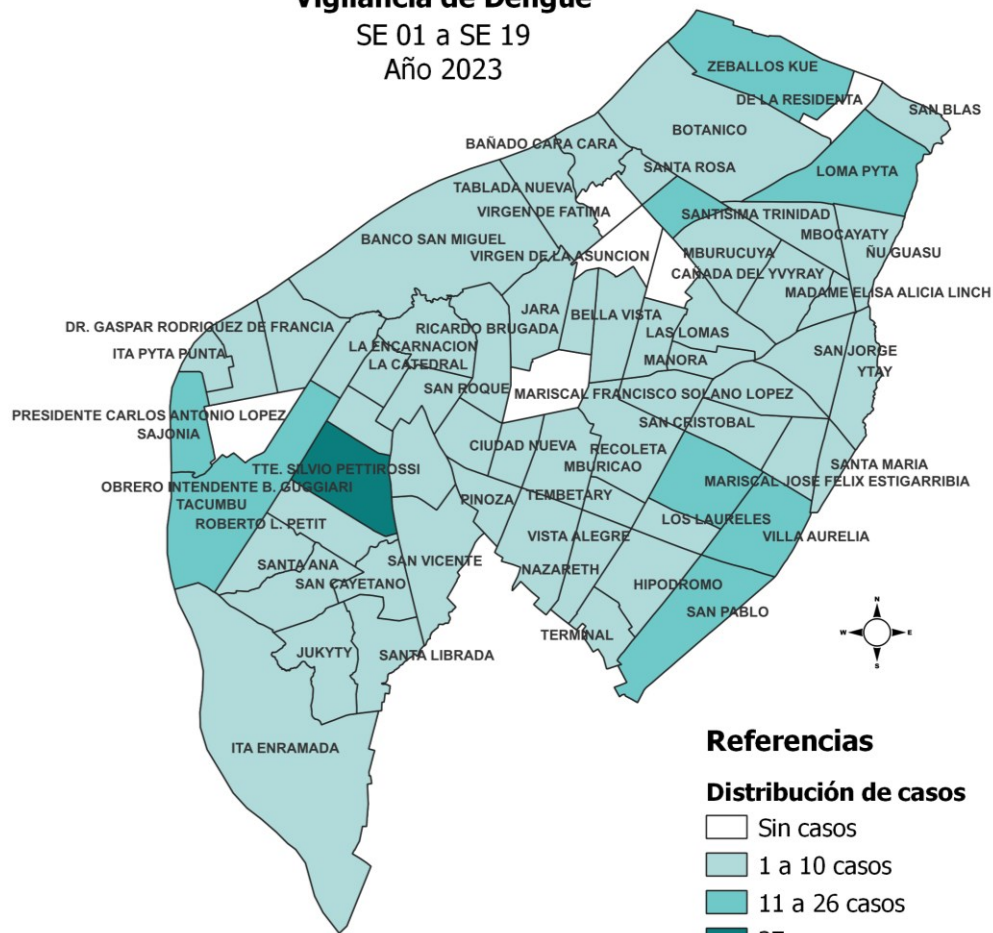 Vigilancia de Dengue
SE 01 a SE 19
Año 2023
ZEBALLOS KUE
DE LA RESIDENTA
SAN BLAS
BOTANICO
BAÑADO CARA CARA
SANTA ROSA
LOMA PYTA
TABLADA NUEVA
VIRGEN DE FATIMA
SANTISIMA TRINIDAD
MBOCAYATY
BANCO SAN MIGUEL
VIRGEN DE LA ASUNCION
MBURUCUYA
ÑU GUASU
CAÑADA DEL YVYRAY
MADAME ELISA ALICIA LINCH
JARA
BELLA VISTA
DR. GASPAR RODRIGUEZ DE FRANCIA
RICARDO BRUGADA
LAS LOMAS
LA ENCARNACION
ITA PYTA PUNTA
LA CATEDRAL
MANORA
SAN JORGE
YTAY
SAN ROQUE
MARISCAL FRANCISCO SOLANO LOPEZ
PRESIDENTE CARLOS ANTONIO LOPEZ
SAJONIA
SAN CRISTOBAL
CIUDAD NUEVA
RECOLETA
TTE. SILVIO PETTIROSSI
MBURICAO
SANTA MARIA
OBRERO INTENDENTE B. GUGGIARI
MARISCAL JOSE FELIX ESTIGARRIBIA
TACUMBU
PINOZA
TEMBETARY
ROBERTO L. PETIT
LOS LAURELES
VISTA ALEGRE
VILLA AURELIA
SANTA ANA
SAN VICENTE
NAZARETH
SAN CAYETANO
HIPODROMO
SAN PABLO
TERMINAL
JUKYTY
SANTA LIBRADA
N
W
E
S
ITA ENRAMADA
Referencias
Distribución de casos
Sin casos
1 a 10 casos
11 a 26 casos